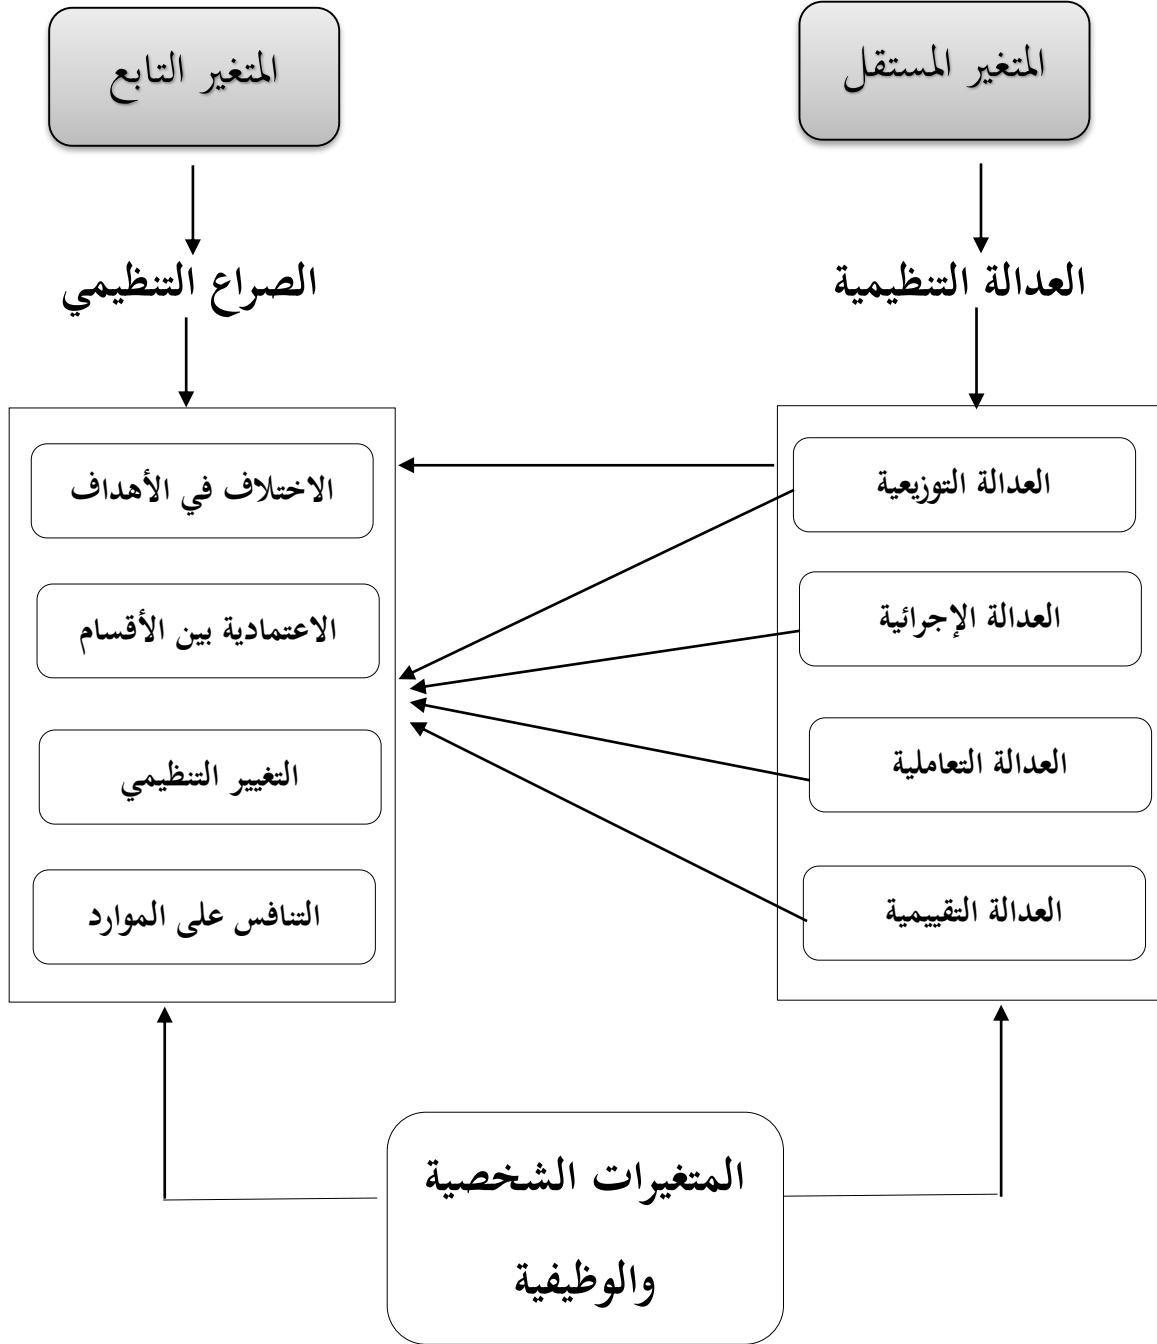 المتغير المستقل
المتغير التابع
العدالة التنظيمية
الصراع التنظيمي
العدالة التوزيعية
العدالة الإجرائية
العدالة التعاملية
العدالة التقييمية
الاختلاف في الأهداف
الاعتمادية بين الأقسام
التغيير التنظيمي
التنافس على الموارد
المتغيرات الشخصية
والوظيفية